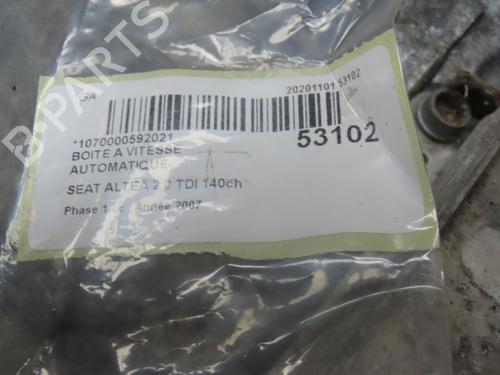 GA
20201101 53102
*1070000592021
53102
BOITE A VITESSE
AUTOMATIQUE
SEAT ALTEA 2.0 TDI 140ch
Phase 1
Année 2007
B-PARTS